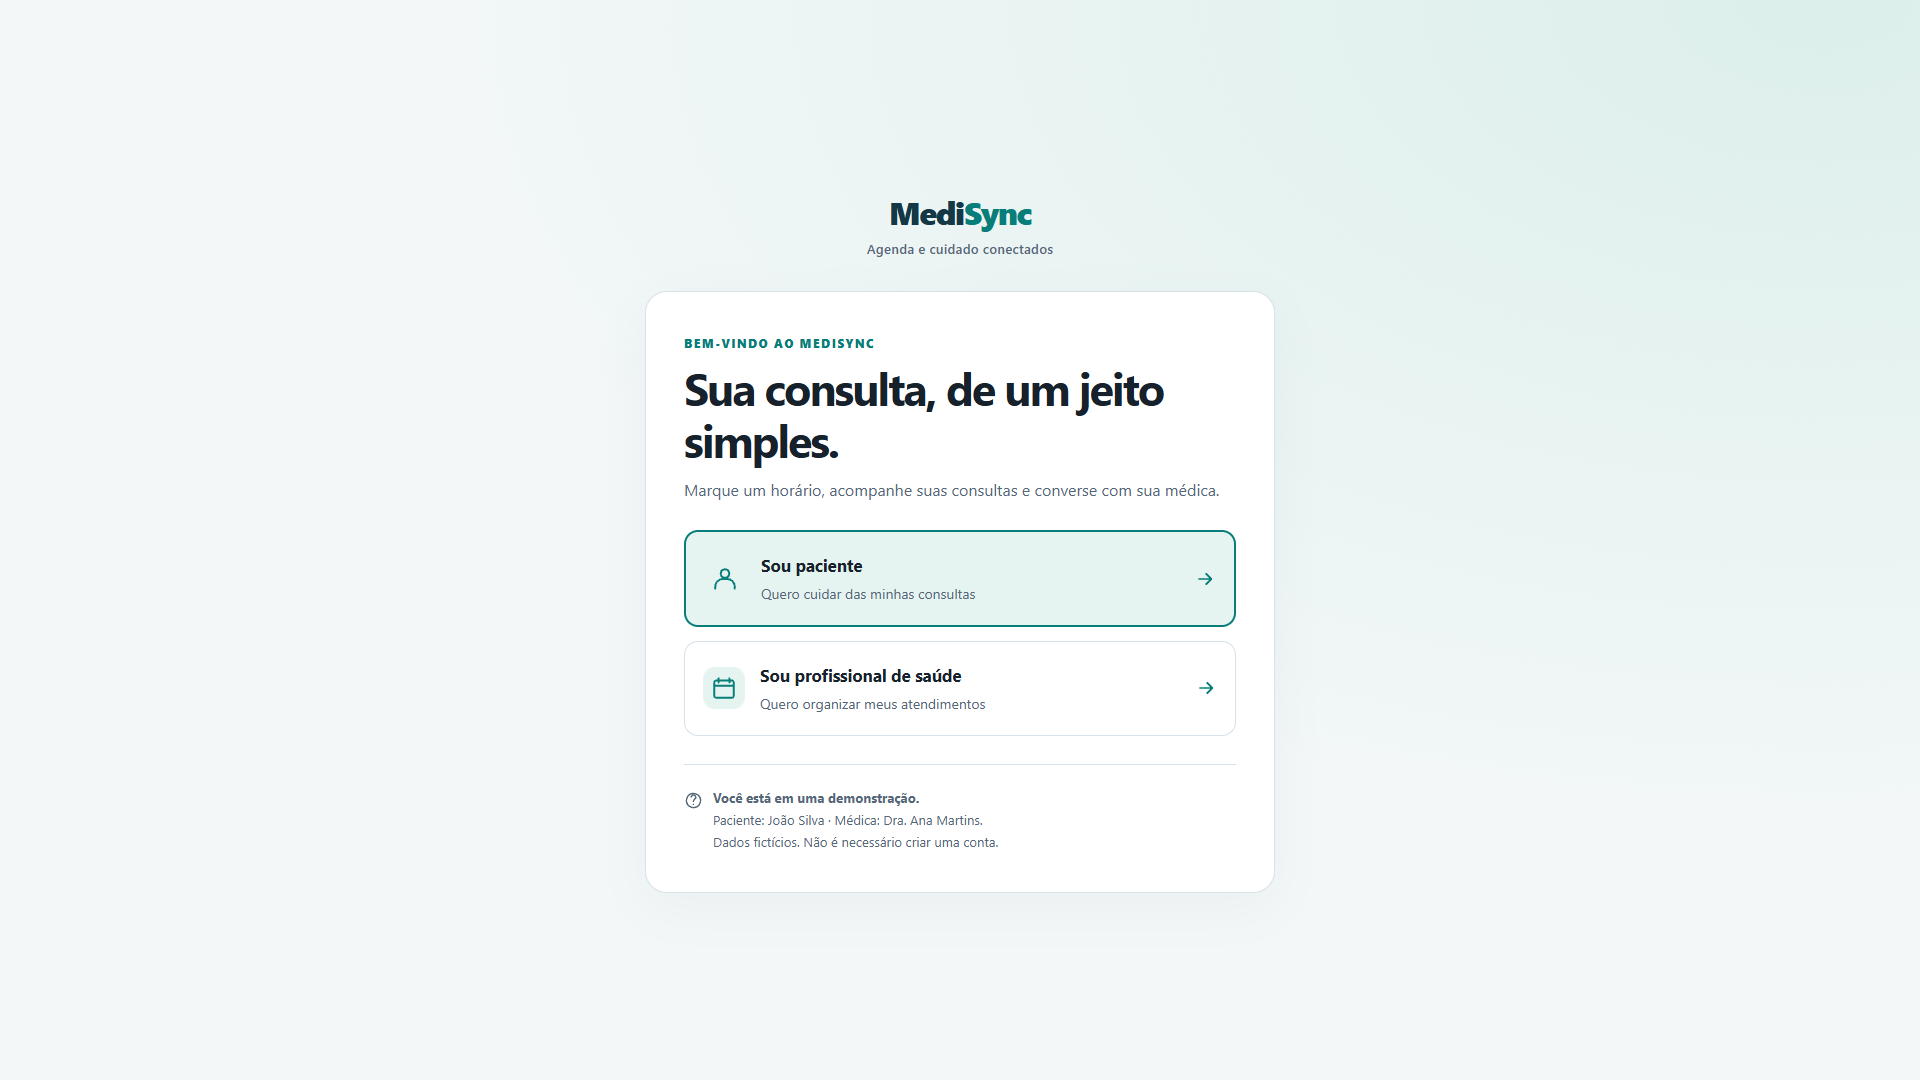 MediSync
Agenda e cuidado conectados
BEM-VINDO AO MEDISYNC
Sua consulta, de um jeito
simples.
Marque um horário, acompanhe suas consultas e converse com sua médica.
Sou paciente
Quero cuidar das minhas consultas
Sou profissional de saúde
Quero organizar meus atendimentos
Você está em uma demonstração.
Paciente: João Silva · Médica: Dra. Ana Martins.
Dados fictícios. Não é necessário criar uma conta.